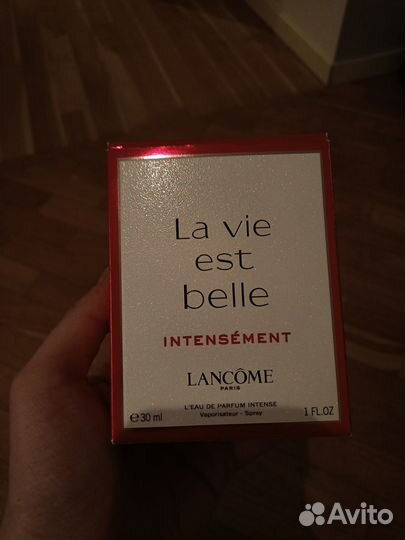 La vie
est
belle
INTENSÉMENT
LANCÔME
PARIS
L'EAU DE PARFUM INTENSE
Vaporisateur - Spray
℮30 ml
1 FL.OZ
Avito